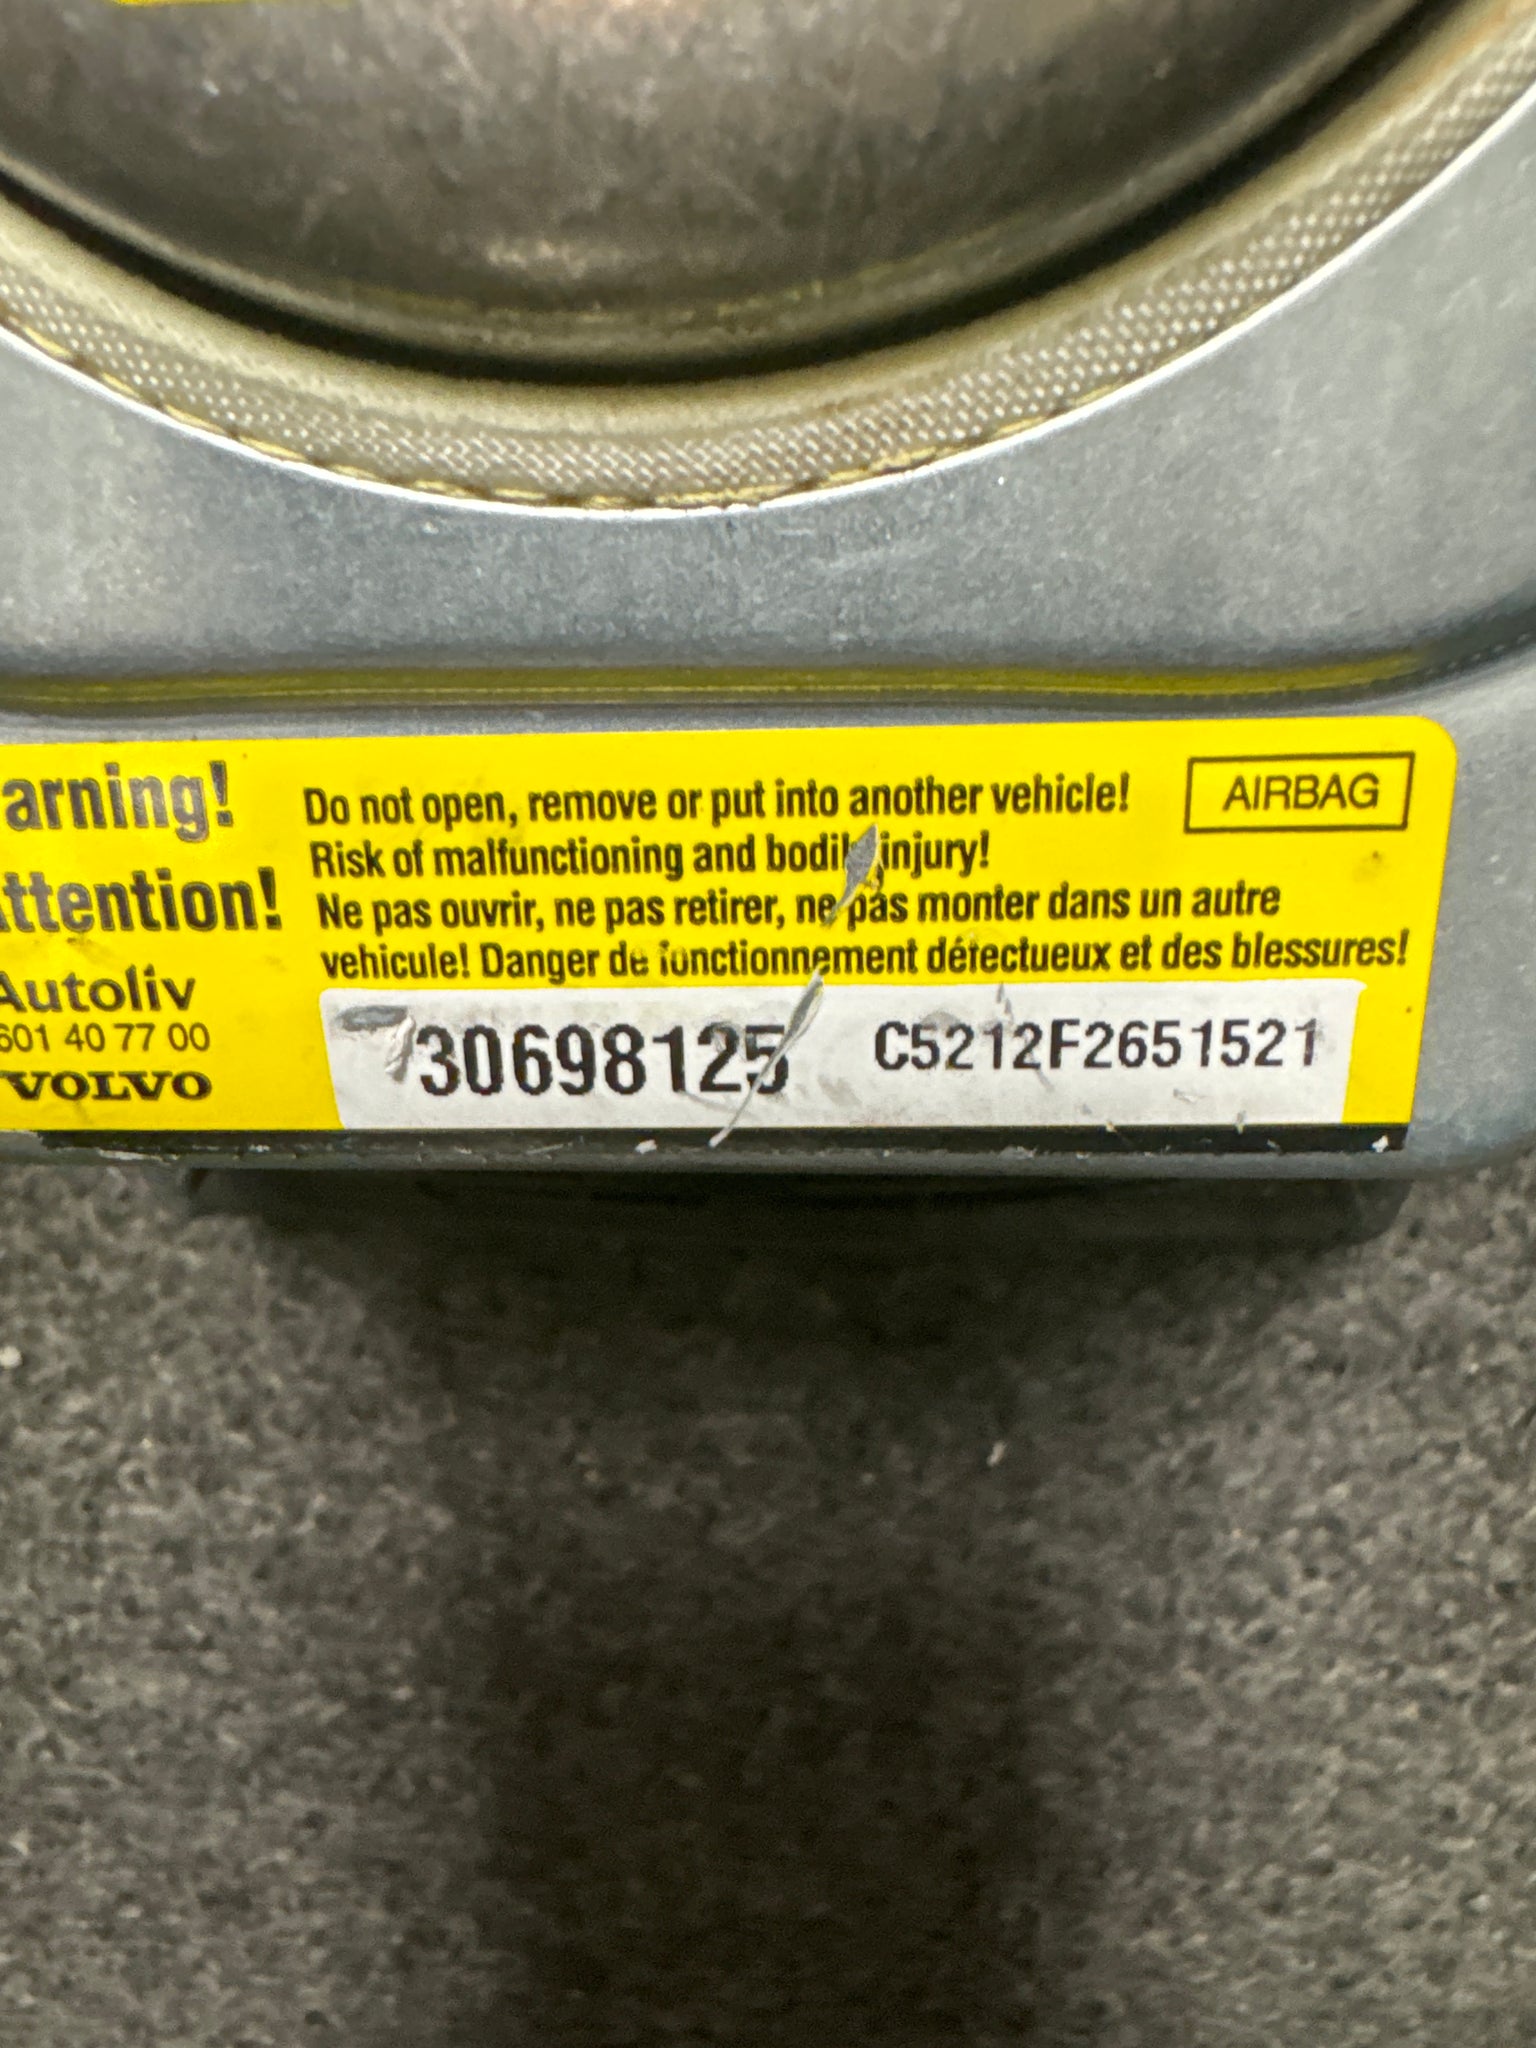 arning!
ttention!
Autoliv
601 40 77 00
VOLVO
Do not open, remove or put into another vehicle!
Risk of malfunctioning and bodily injury!
Ne pas ouvrir, ne pas retirer, ne pas monter dans un autre
vehicule! Danger de fonctionnement défectueux et des blessures!
AIRBAG
30698125
C5212F2651521